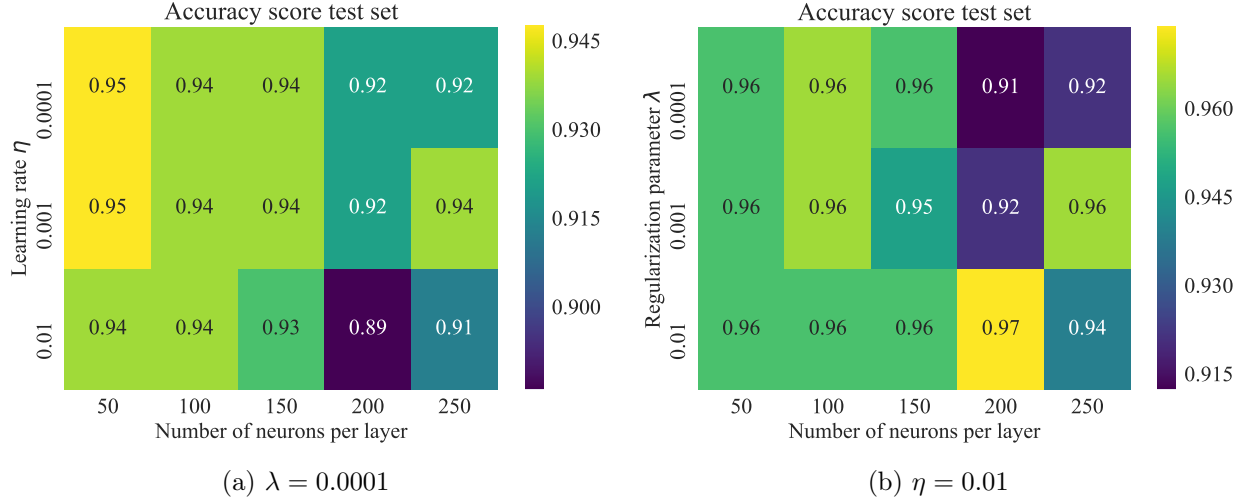 Accuracy score test set
Learning rate η
0.0001 0.95 0.94 0.94 0.92 0.92
0.001 0.95 0.94 0.94 0.92 0.94
0.01 0.94 0.94 0.93 0.89 0.91
50 100 150 200 250
Number of neurons per layer
0.945
0.930
0.915
0.900
(a) λ = 0.0001
Accuracy score test set
Regularization parameter λ
0.0001 0.96 0.96 0.96 0.91 0.92
0.001 0.96 0.96 0.95 0.92 0.96
0.01 0.96 0.96 0.96 0.97 0.94
50 100 150 200 250
Number of neurons per layer
0.960
0.945
0.930
0.915
(b) η = 0.01